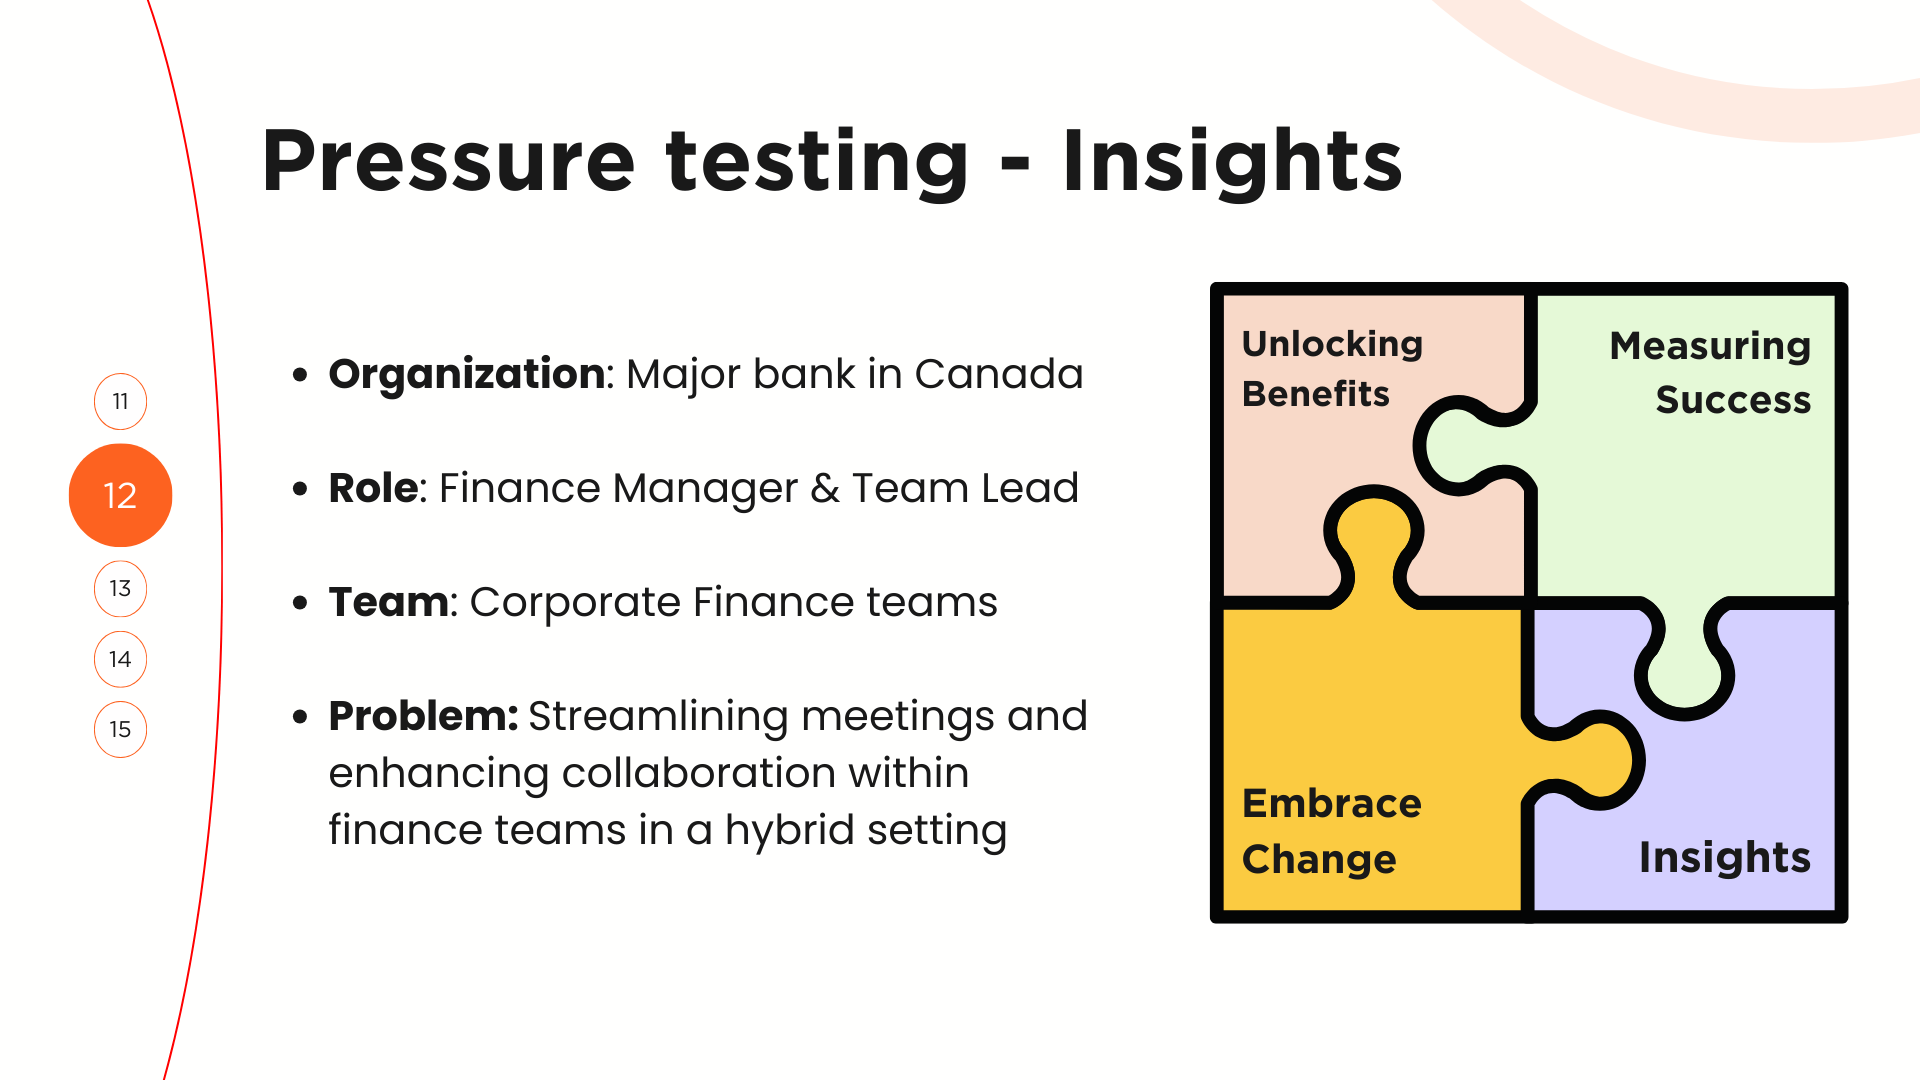 Pressure testing - Insights
11
12
13
14
15
• Organization: Major bank in Canada
• Role: Finance Manager & Team Lead
• Team: Corporate Finance teams
• Problem: Streamlining meetings and
enhancing collaboration within
finance teams in a hybrid setting
Unlocking
Benefits
Measuring
Success
Embrace
Change
Insights